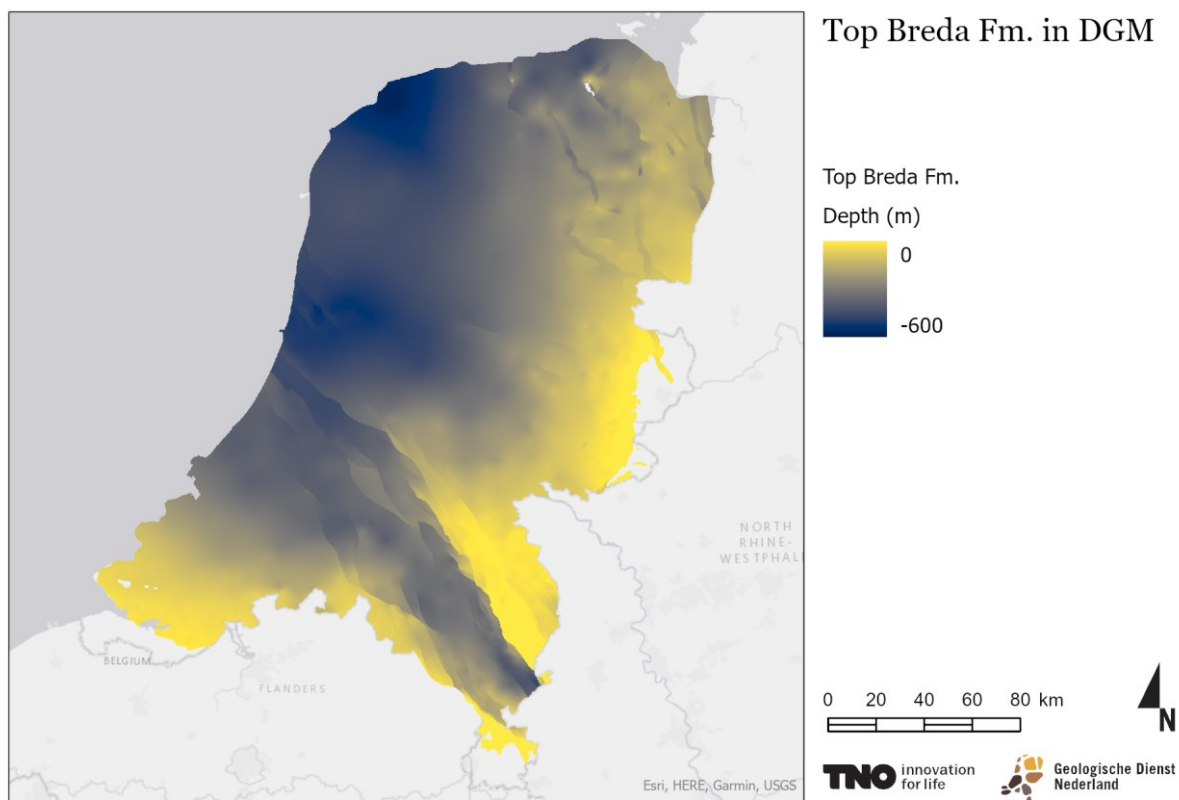 Top Breda Fm. in DGM
Top Breda Fm.
Depth (m)
0
-600
NORTH
RHINE-
WESTPHAL
BELGIUM
FLANDERS
0 20 40 60 80 km
N
Esri, HERE, Garmin, USGS
TNO innovation
for life
Geologische Dienst
Nederland